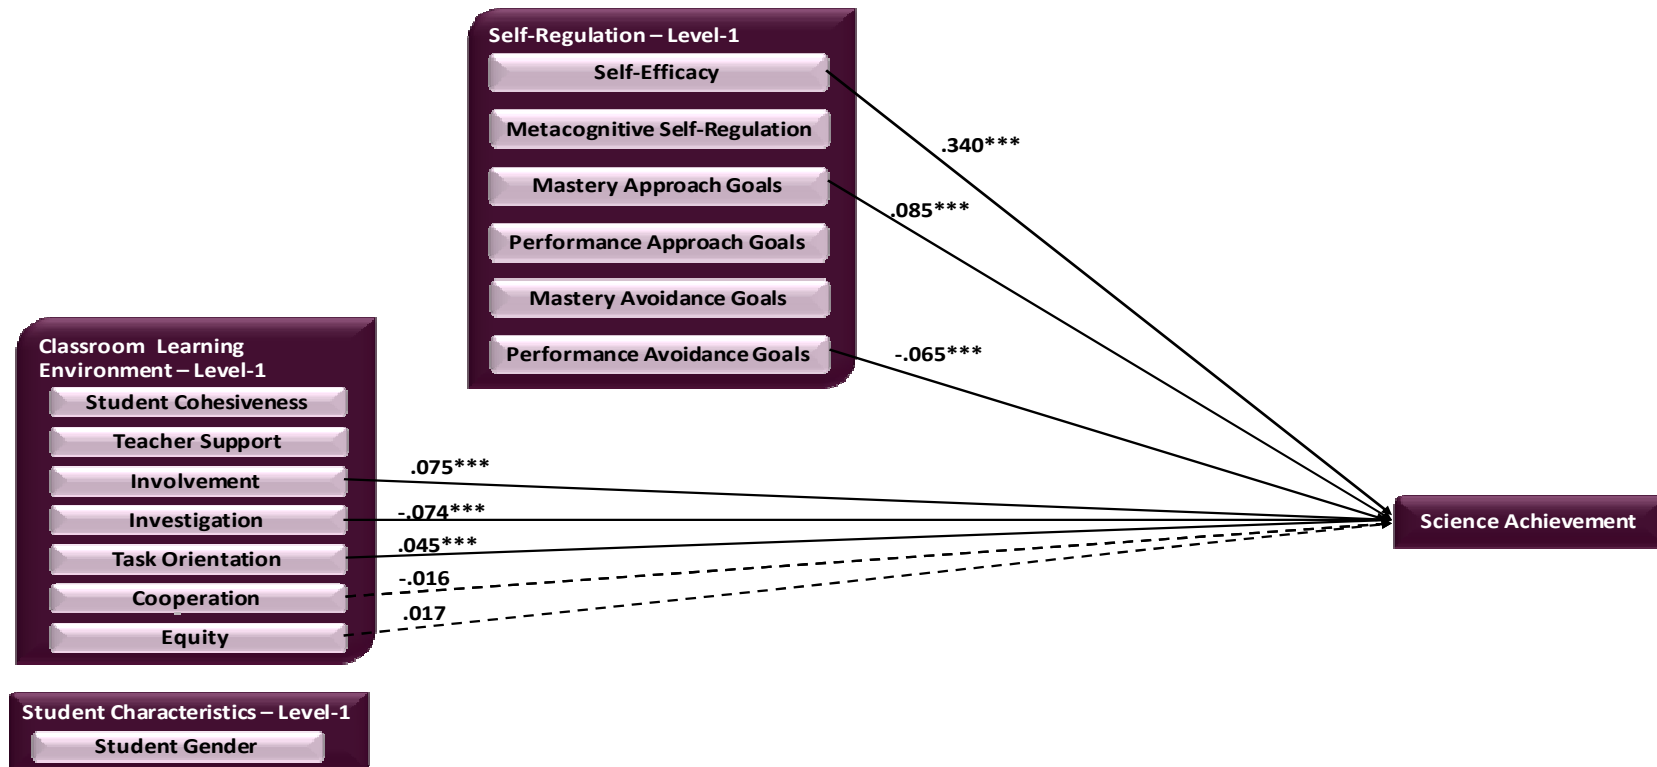 Self-Regulation – Level-1
Self-Efficacy
Metacognitive Self-Regulation
Mastery Approach Goals
Performance Approach Goals
Mastery Avoidance Goals
Performance Avoidance Goals
.340***
.085***
-.065***
Classroom Learning
Environment – Level-1
Student Cohesiveness
Teacher Support
Involvement
Investigation
Task Orientation
Cooperation
Equity
.075***
-.074***
.045***
-.016
.017
Science Achievement
Student Characteristics – Level-1
Student Gender